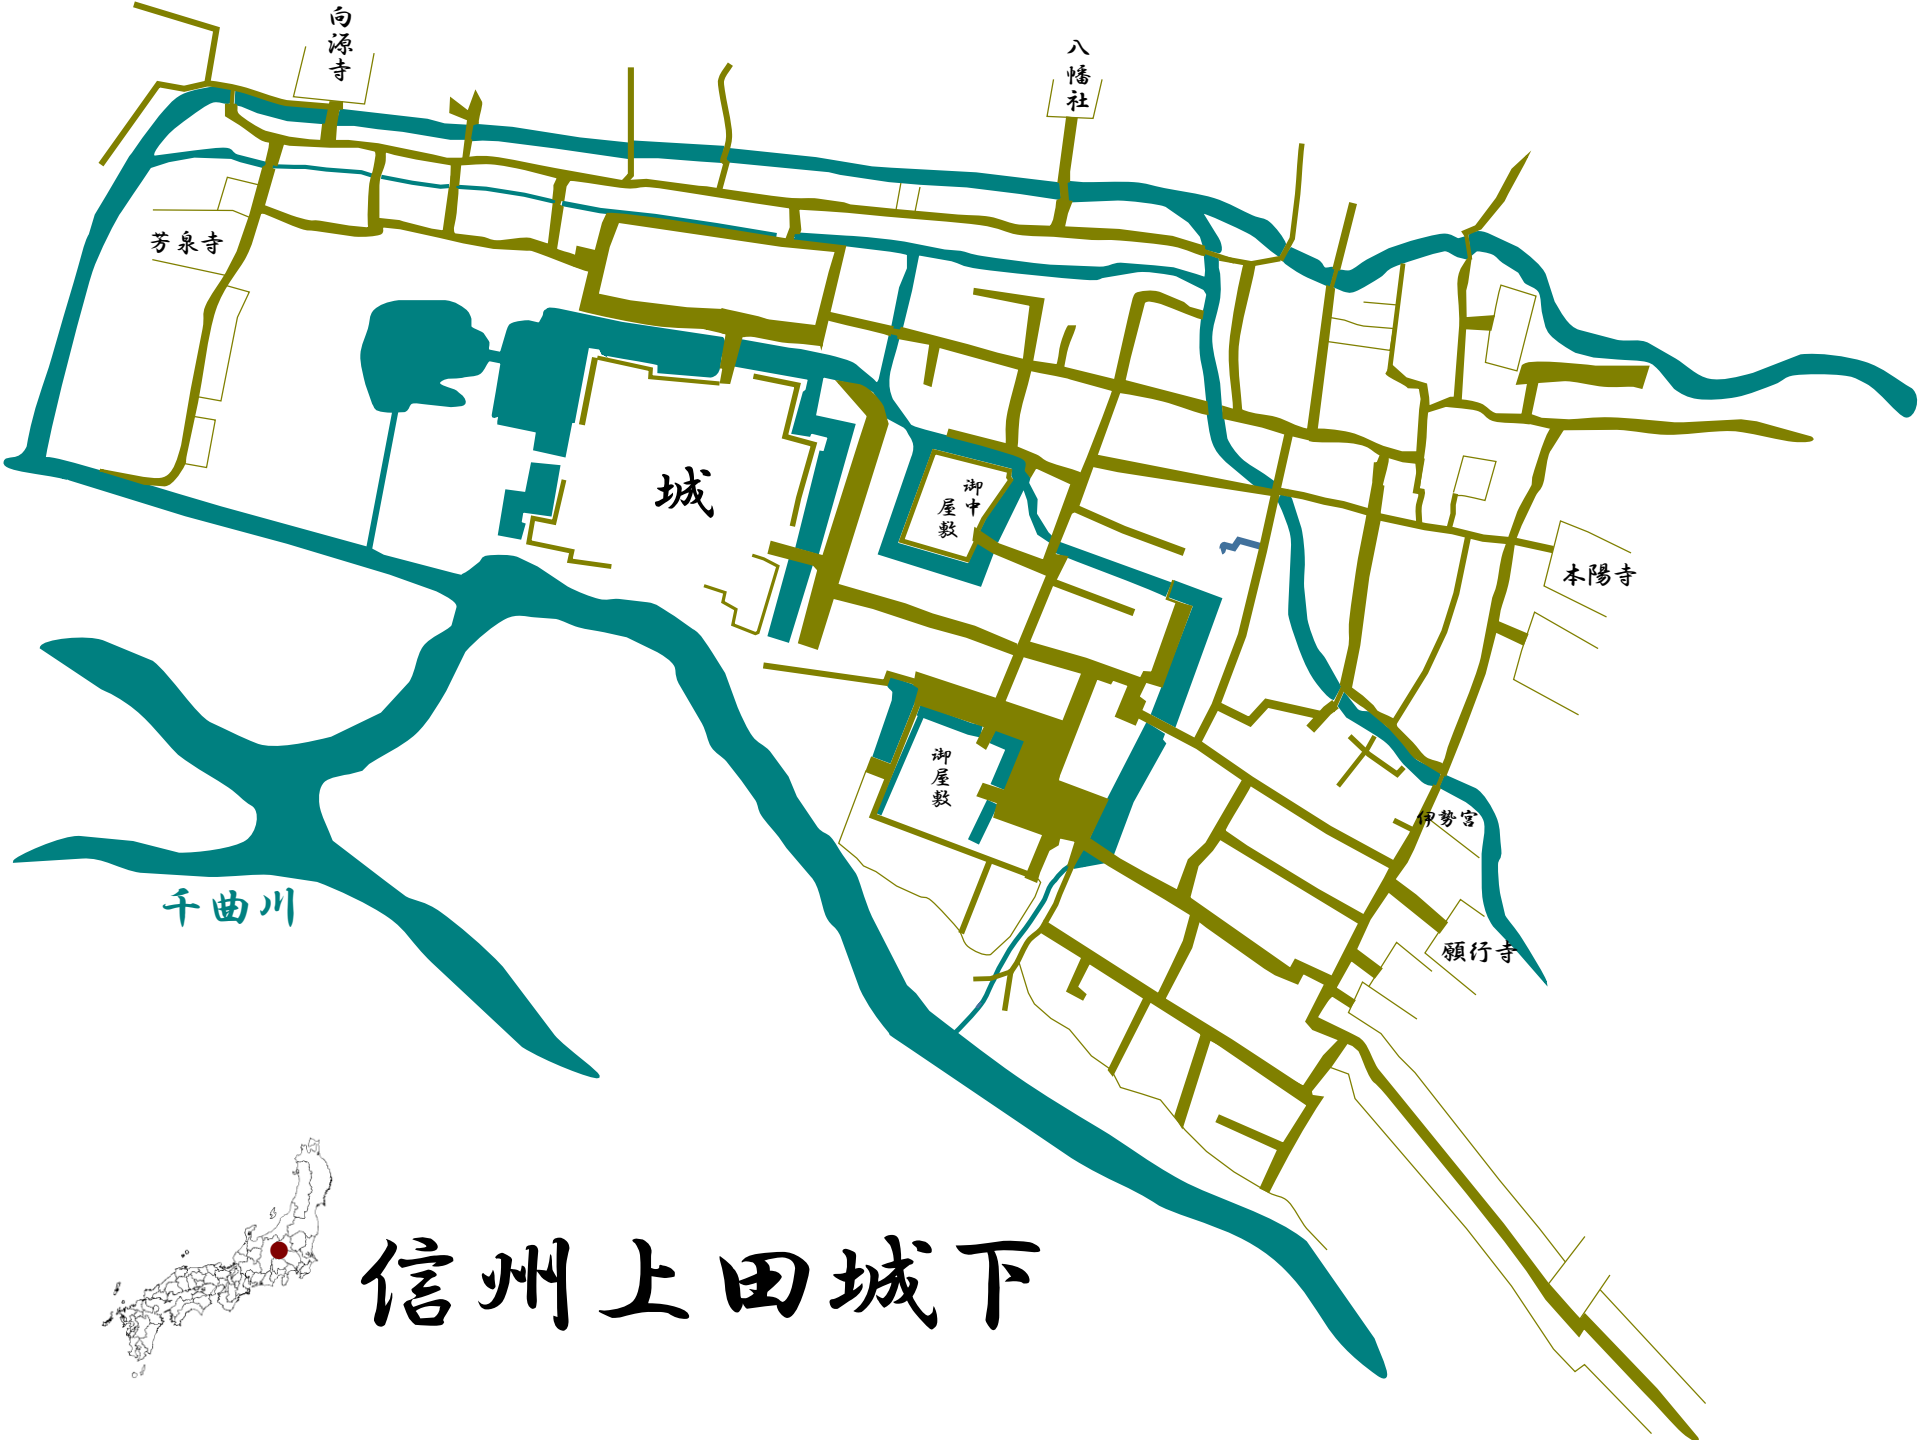 向源寺
八幡社
芳泉寺
城
御中
屋敷
本陽寺
御屋敷
伊勢宮
千曲川
願行寺
信州上田城下